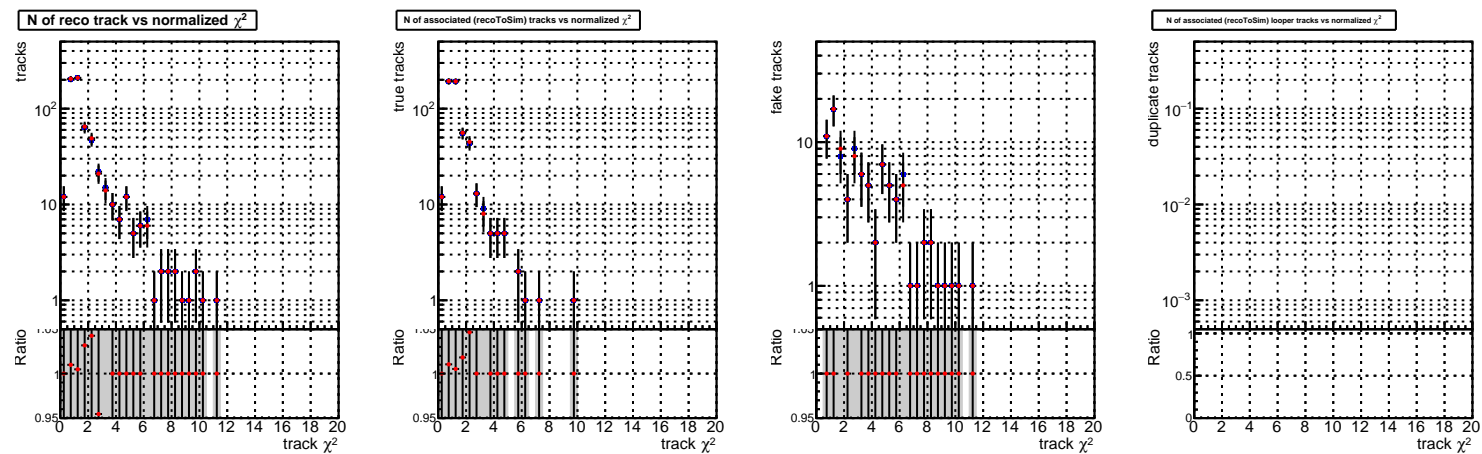 N of reco track vs normalized χ²
tracks
10²
10
1
Ratio
1.05
1
0.95
0 2 4 6 8 10 12 14 16 18 20
track χ²
N of associated (recoToSim) tracks vs normalized χ²
true tracks
10²
10
1
Ratio
1.05
1
0.95
0 2 4 6 8 10 12 14 16 18 20
track χ²
fake tracks
10
1
Ratio
1.05
1
0.95
0 2 4 6 8 10 12 14 16 18 20
track χ²
N of associated (recoToSim) looper tracks vs normalized χ²
duplicate tracks
10⁻¹
10⁻²
10⁻³
Ratio
1
0.5
0
0 2 4 6 8 10 12 14 16 18 20
track χ²